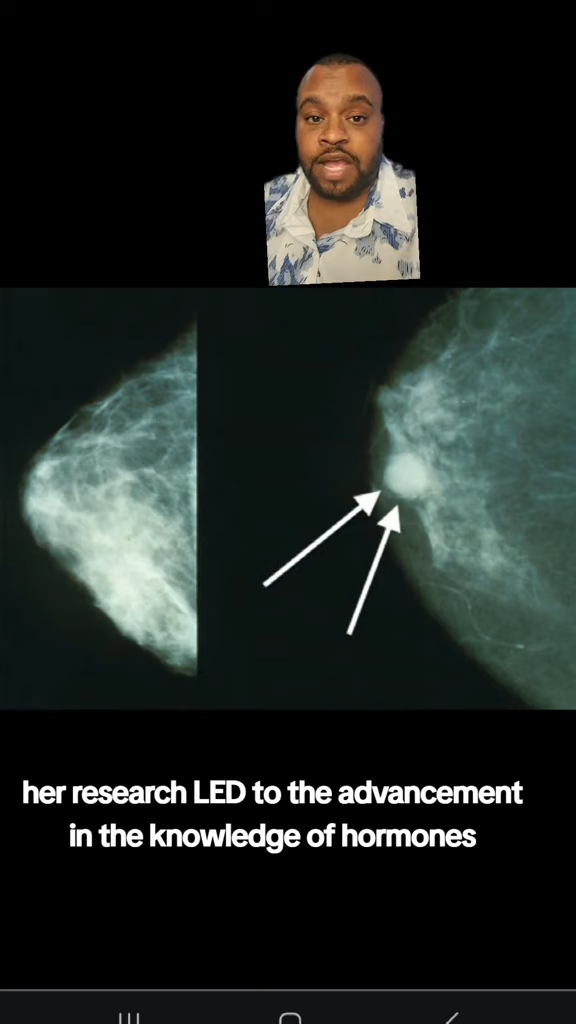 her research LED to the advancement
in the knowledge of hormones